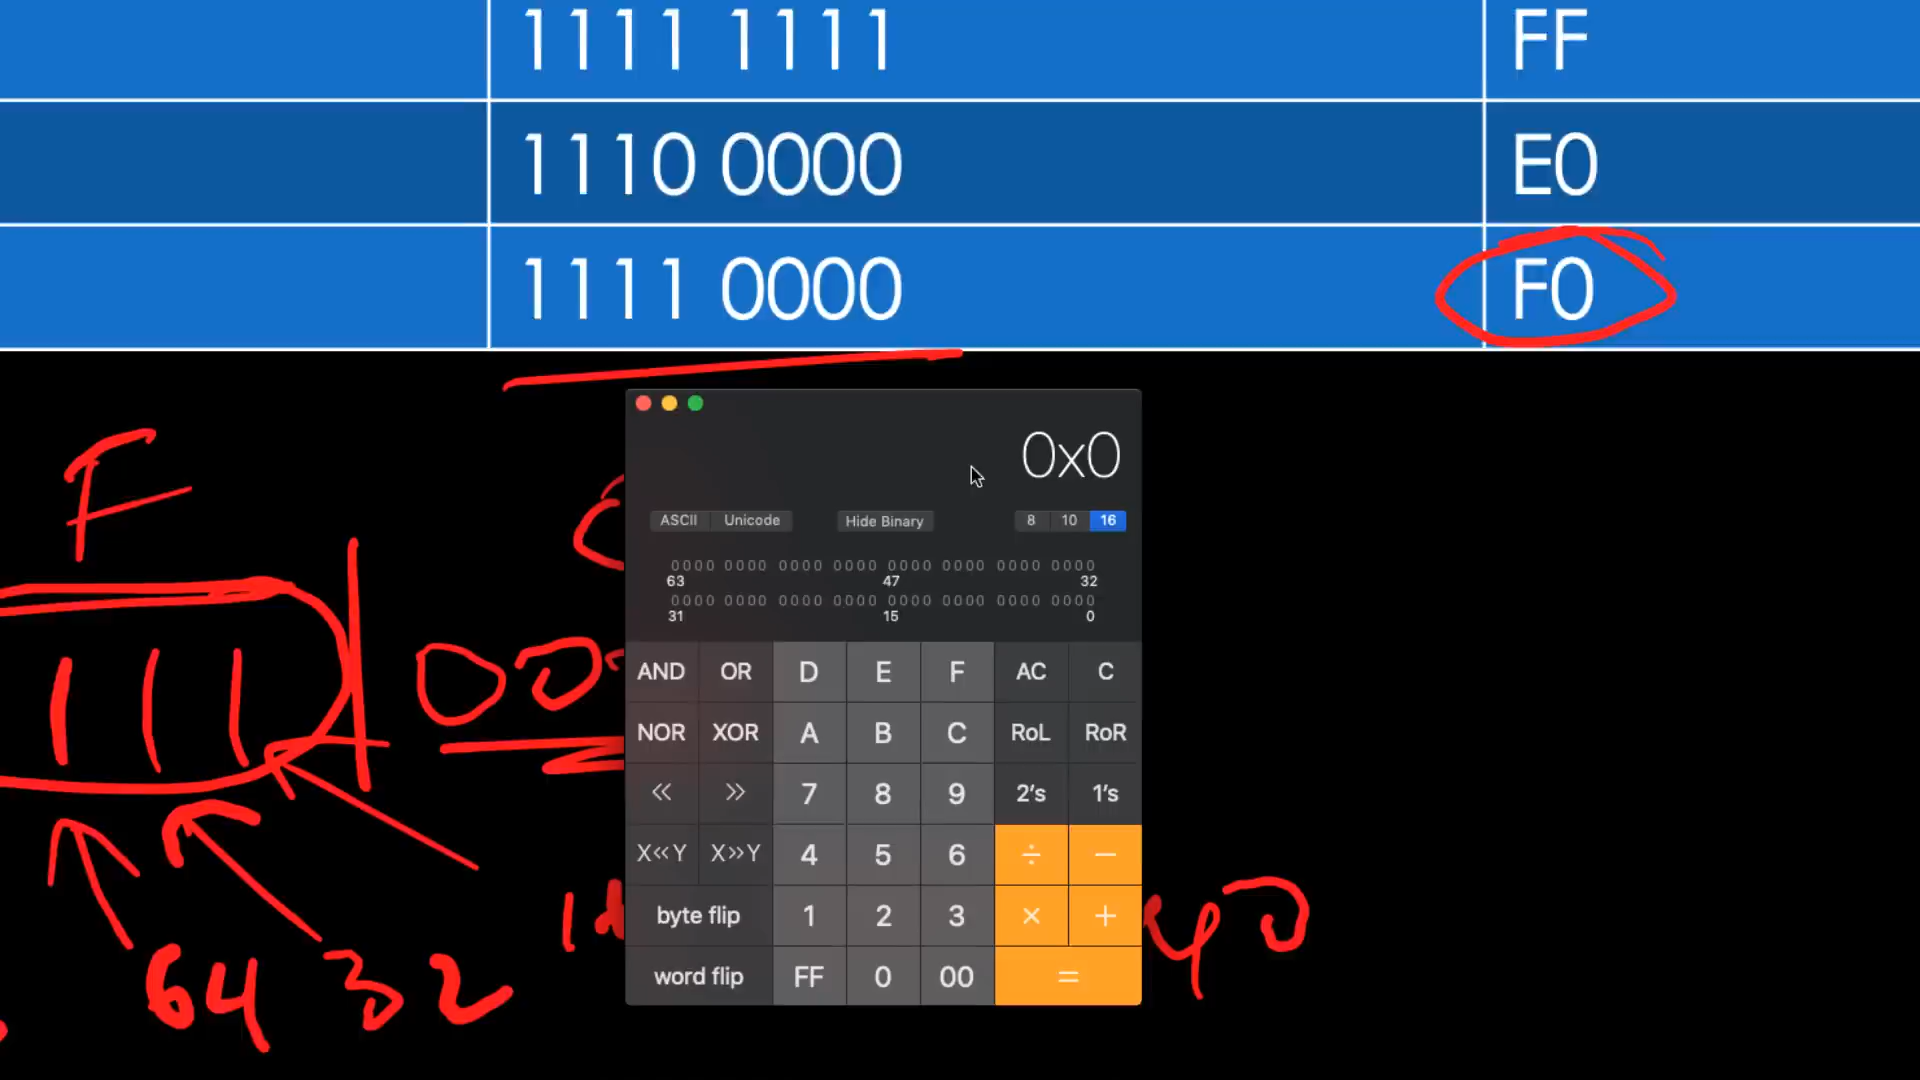 1111 1111 FF
1110 0000 E0
1111 0000 F0
F
0x0
ASCII Unicode Hide Binary 8 10 16
0000 0000 0000 0000 0000 0000 0000 0000
63 47 32
0000 0000 0000 0000 0000 0000 0000 0000
31 15 0
111 00
AND OR D E F AC C
NOR XOR A B C RoL RoR
« » 7 8 9 2's 1's
X«Y X»Y 4 5 6 ÷ −
byte flip 1 2 3 × +
word flip FF 0 00 =
64 32